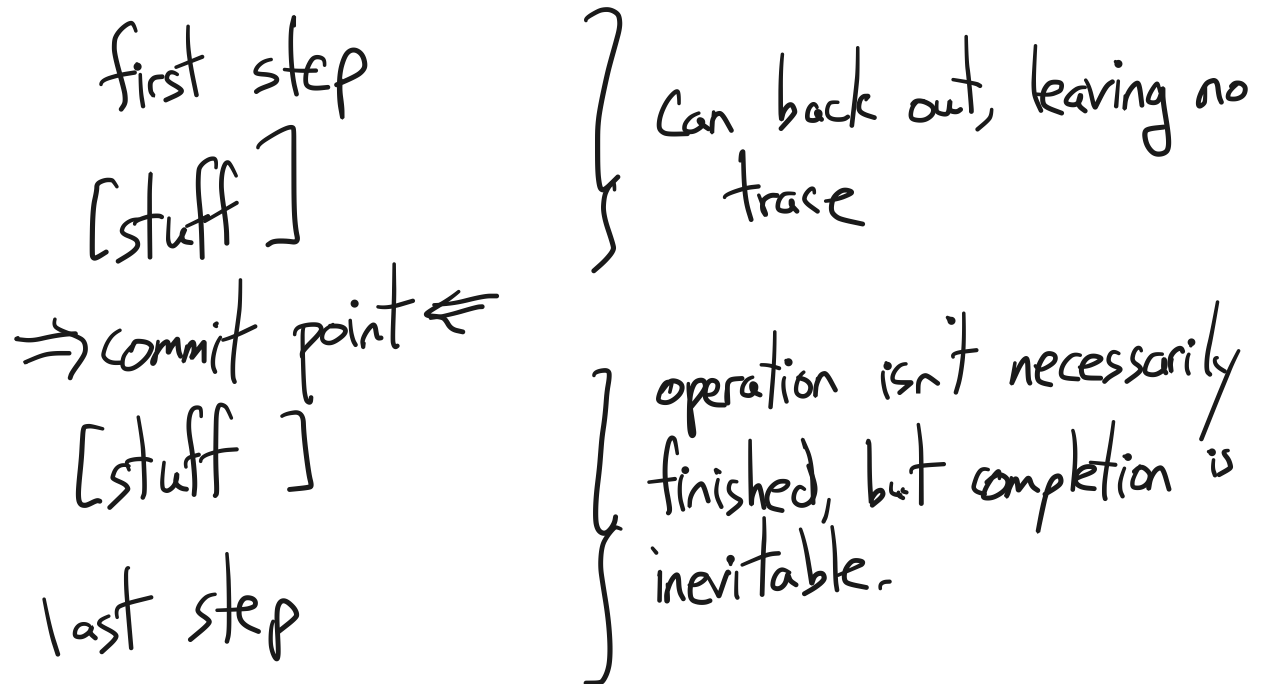 first step
[stuff]
⇒ commit point ⇐
[stuff]
last step
can back out, leaving no
trace
operation isn't necessarily
finished, but completion is
inevitable.